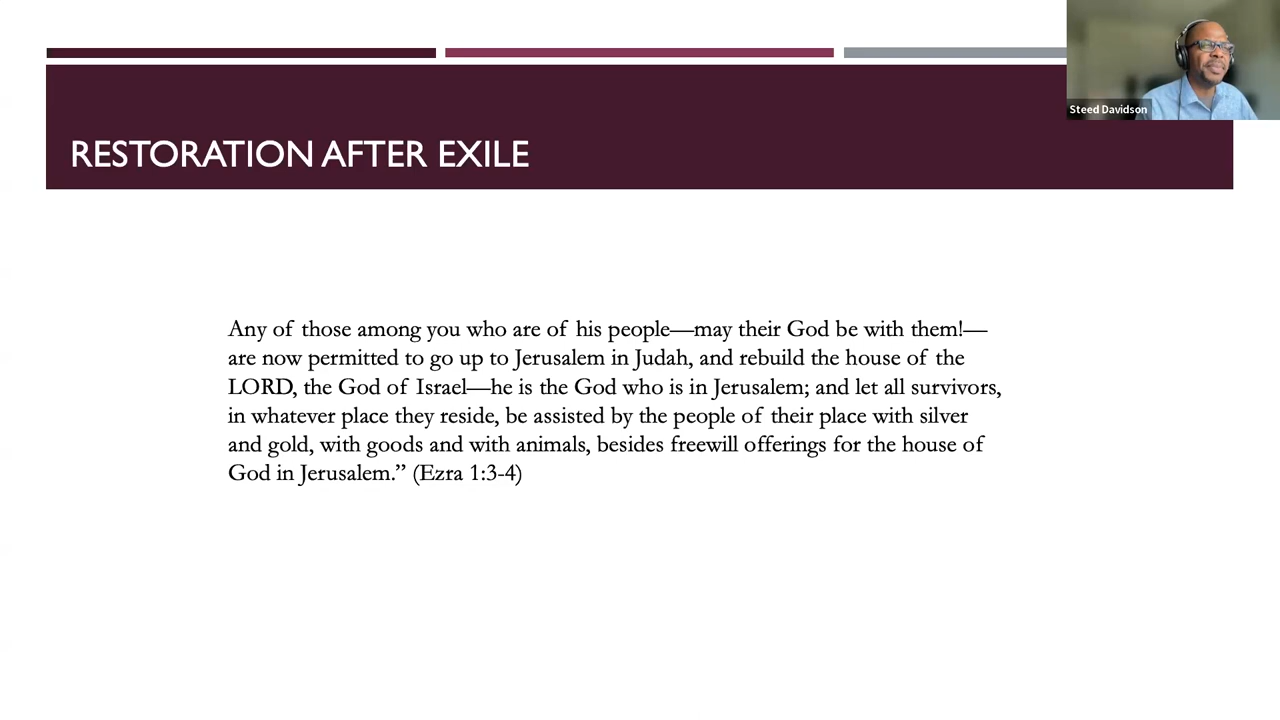 Steed Davidson
RESTORATION AFTER EXILE
Any of those among you who are of his people—may their God be with them!—
are now permitted to go up to Jerusalem in Judah, and rebuild the house of the
LORD, the God of Israel—he is the God who is in Jerusalem; and let all survivors,
in whatever place they reside, be assisted by the people of their place with silver
and gold, with goods and with animals, besides freewill offerings for the house of
God in Jerusalem.” (Ezra 1:3-4)